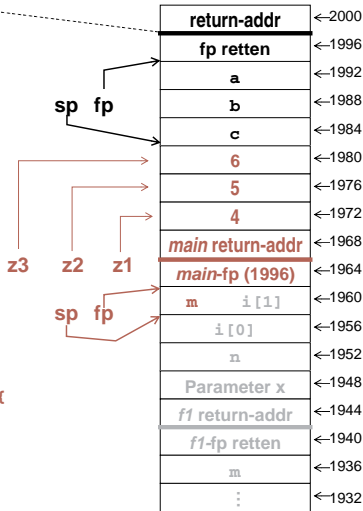 return-addr ←2000
fp retten ←1996
a ←1992
sp fp b ←1988
c ←1984
6 ←1980
5 ←1976
4 ←1972
main return-addr ←1968
z3 z2 z1
main-fp (1996) ←1964
m i[1] ←1960
sp fp
i[0] ←1956
n ←1952
Parameter x ←1948
{
f1 return-addr ←1944
f1-fp retten ←1940
m ←1936
⋮ ←1932